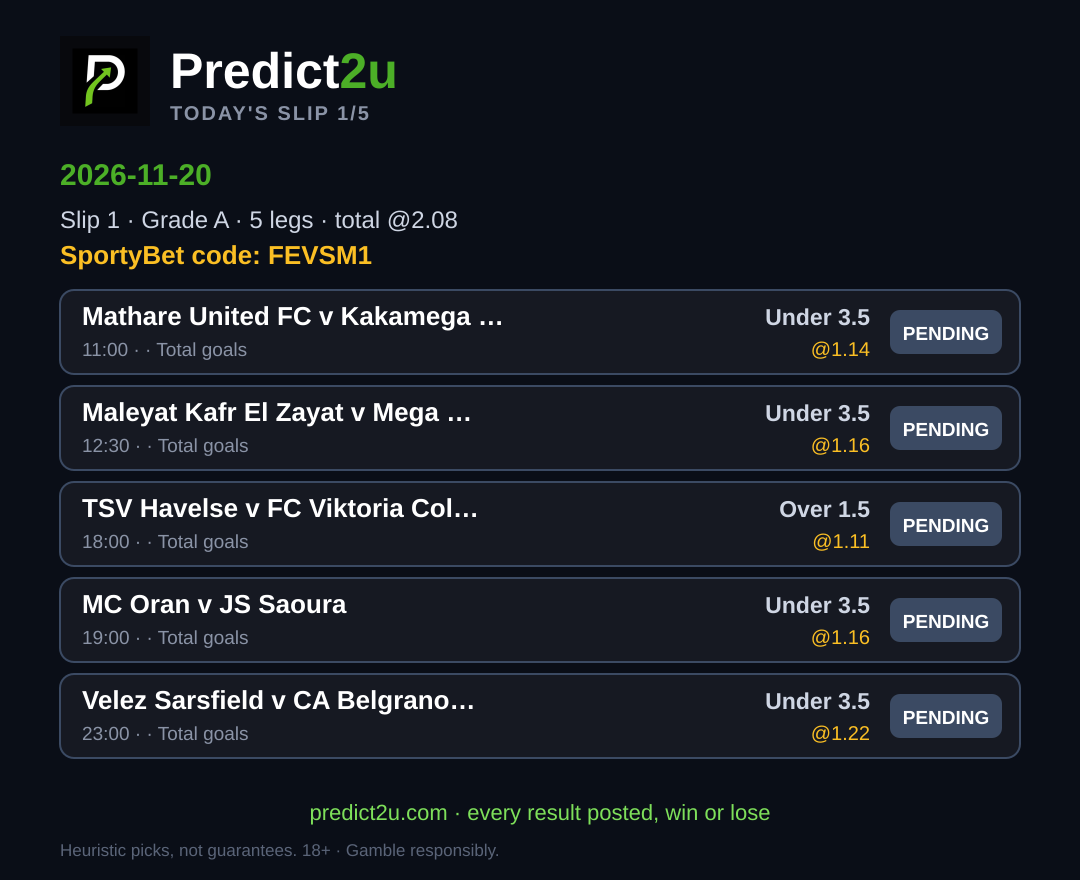 Predict2u
TODAY'S SLIP 1/5
2026-11-20
Slip 1 · Grade A · 5 legs · total @2.08
SportyBet code: FEVSM1
Mathare United FC v Kakamega … Under 3.5 PENDING
11:00 · · Total goals @1.14
Maleyat Kafr El Zayat v Mega … Under 3.5 PENDING
12:30 · · Total goals @1.16
TSV Havelse v FC Viktoria Col… Over 1.5 PENDING
18:00 · · Total goals @1.11
MC Oran v JS Saoura Under 3.5 PENDING
19:00 · · Total goals @1.16
Velez Sarsfield v CA Belgrano… Under 3.5 PENDING
23:00 · · Total goals @1.22
predict2u.com · every result posted, win or lose
Heuristic picks, not guarantees. 18+ · Gamble responsibly.